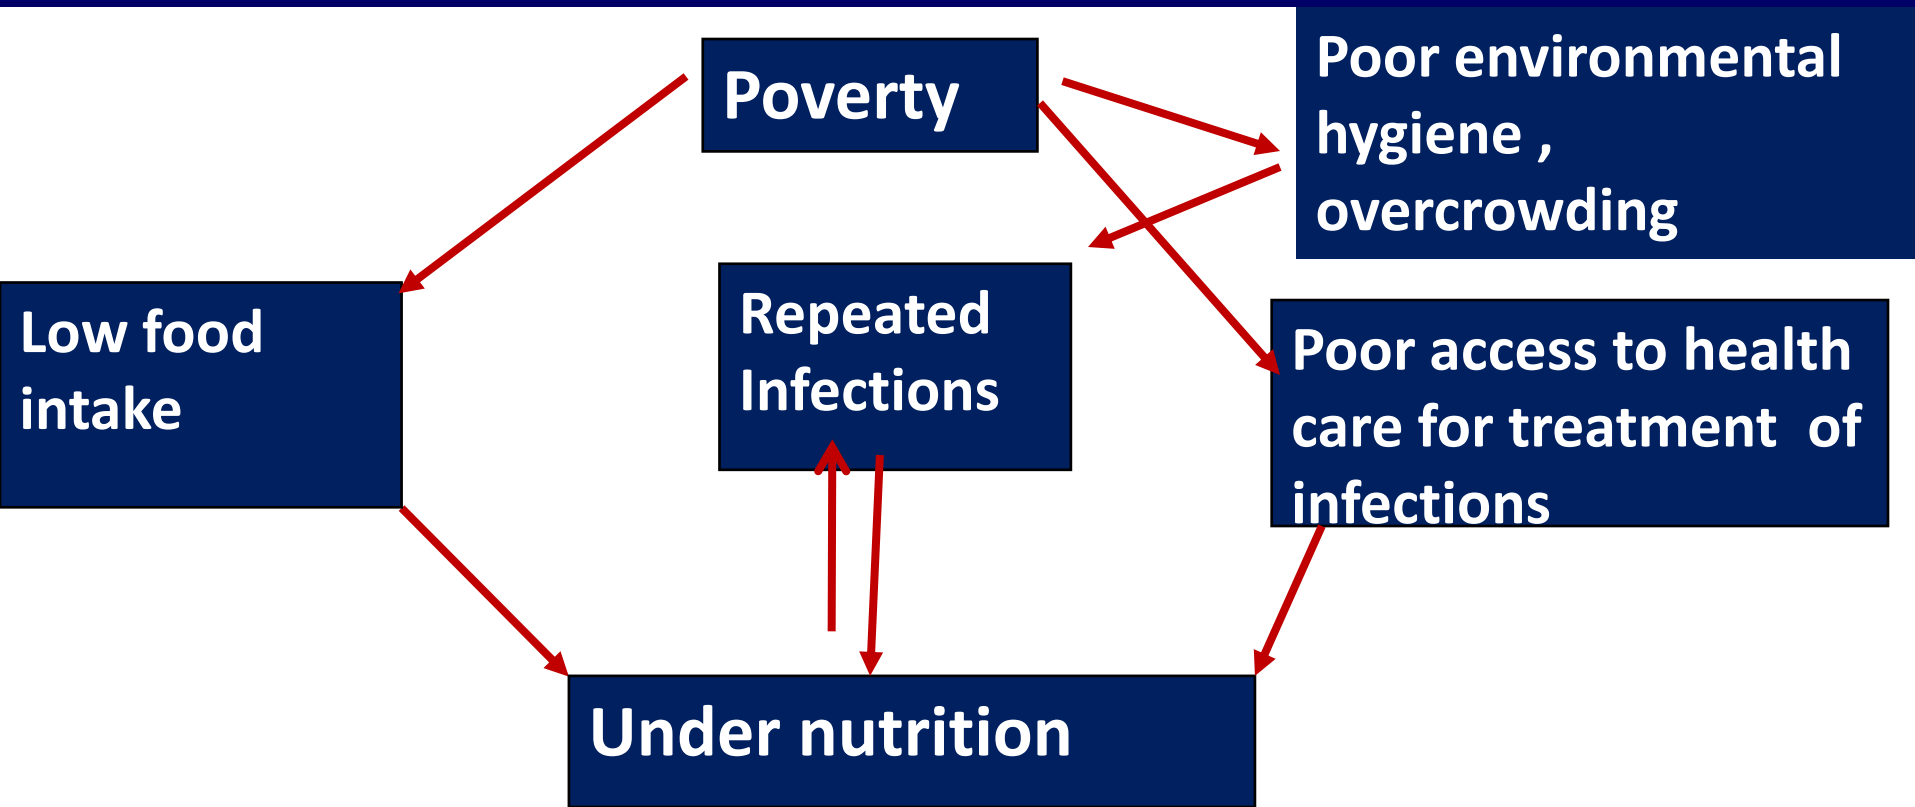 Poverty
Poor environmental
hygiene ,
overcrowding
Low food
intake
Repeated
Infections
Poor access to health
care for treatment  of
infections
Under nutrition